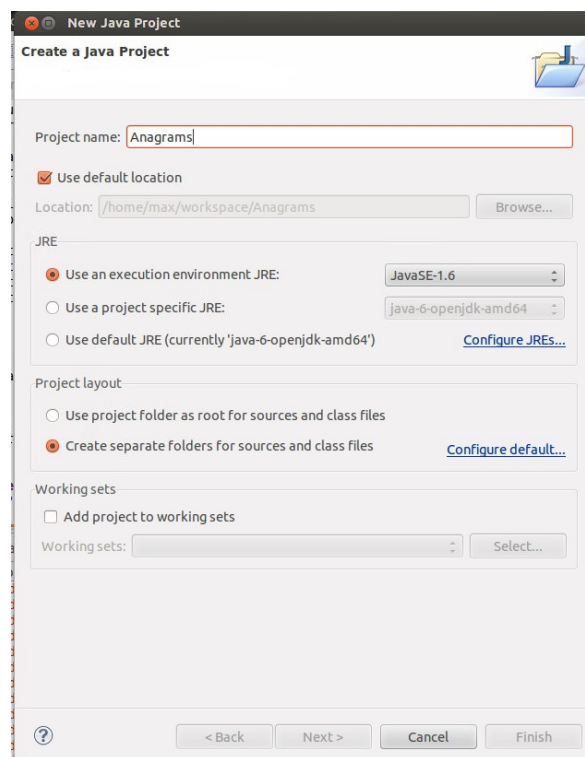 New Java Project
Create a Java Project
Project name: Anagrams
Use default location
Location: /home/max/workspace/Anagrams Browse...
JRE
Use an execution environment JRE: JavaSE-1.6
Use a project specific JRE: java-6-openjdk-amd64
Use default JRE (currently 'java-6-openjdk-amd64') Configure JREs...
Project layout
Use project folder as root for sources and class files
Create separate folders for sources and class files Configure default...
Working sets
Add project to working sets
Working sets: Select...
? < Back Next > Cancel Finish